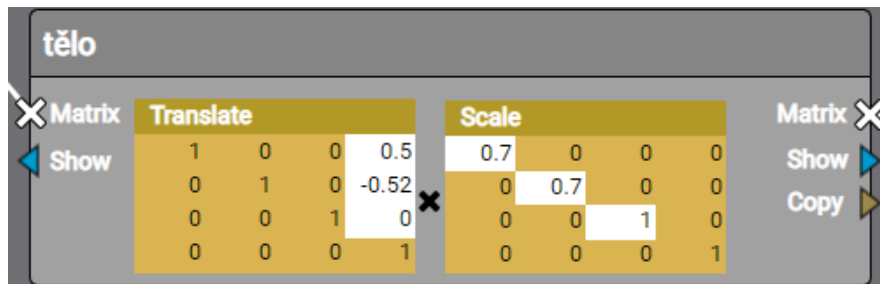 tělo
Matrix Translate Scale Matrix
1 0 0 0.5 0.7 0 0 0
Show Show
0 1 0 -0.52 0 0.7 0 0
Copy
0 0 1 0 0 0 1 0
0 0 0 1 0 0 0 1